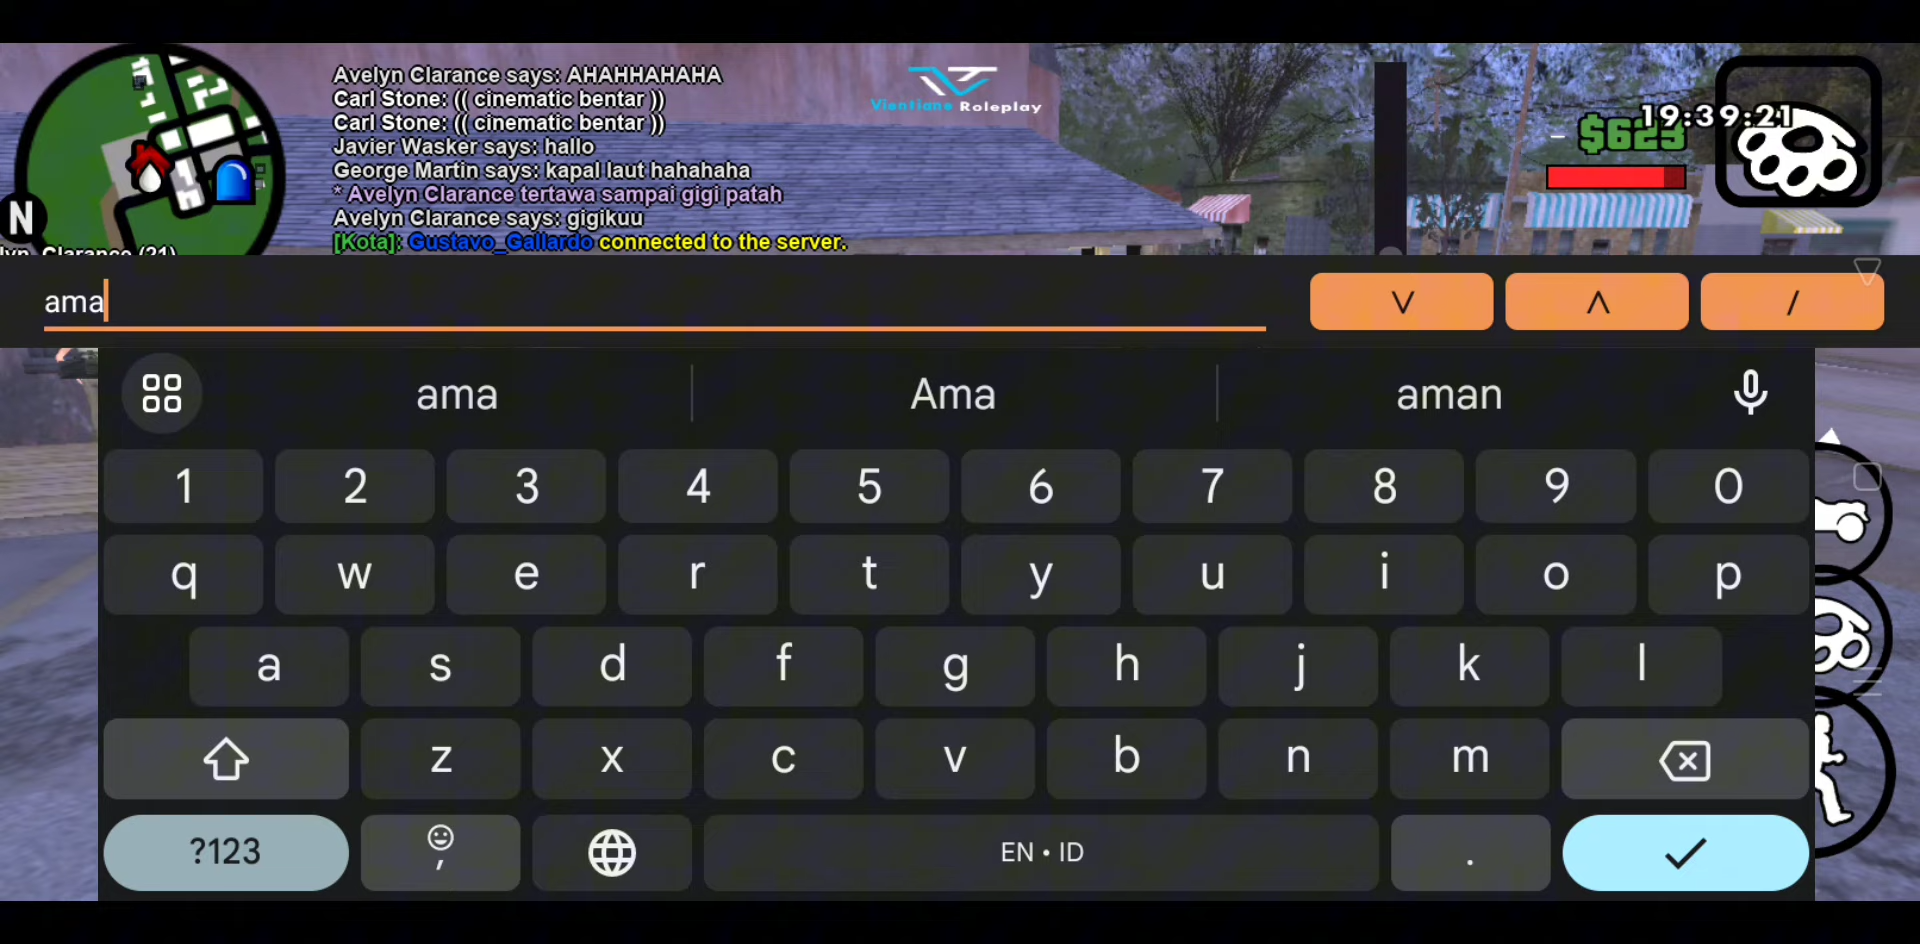 Avelyn Clarance says: AHAHHAHAHA
Carl Stone: (( cinematic bentar ))
Carl Stone: (( cinematic bentar ))
Javier Wasker says: hallo
George Martin says: kapal laut hahahaha
* Avelyn Clarance tertawa sampai gigi patah
Avelyn Clarance says: gigikuu
[Kota]: Gustavo_Gallardo connected to the server.
Vientiane Roleplay
19:39:21
$623
N
lyn_Clarance (21)
ama
V Λ /
ama Ama aman
1 2 3 4 5 6 7 8 9 0
q w e r t y u i o p
a s d f g h j k l
z x c v b n m
?123 , EN • ID .